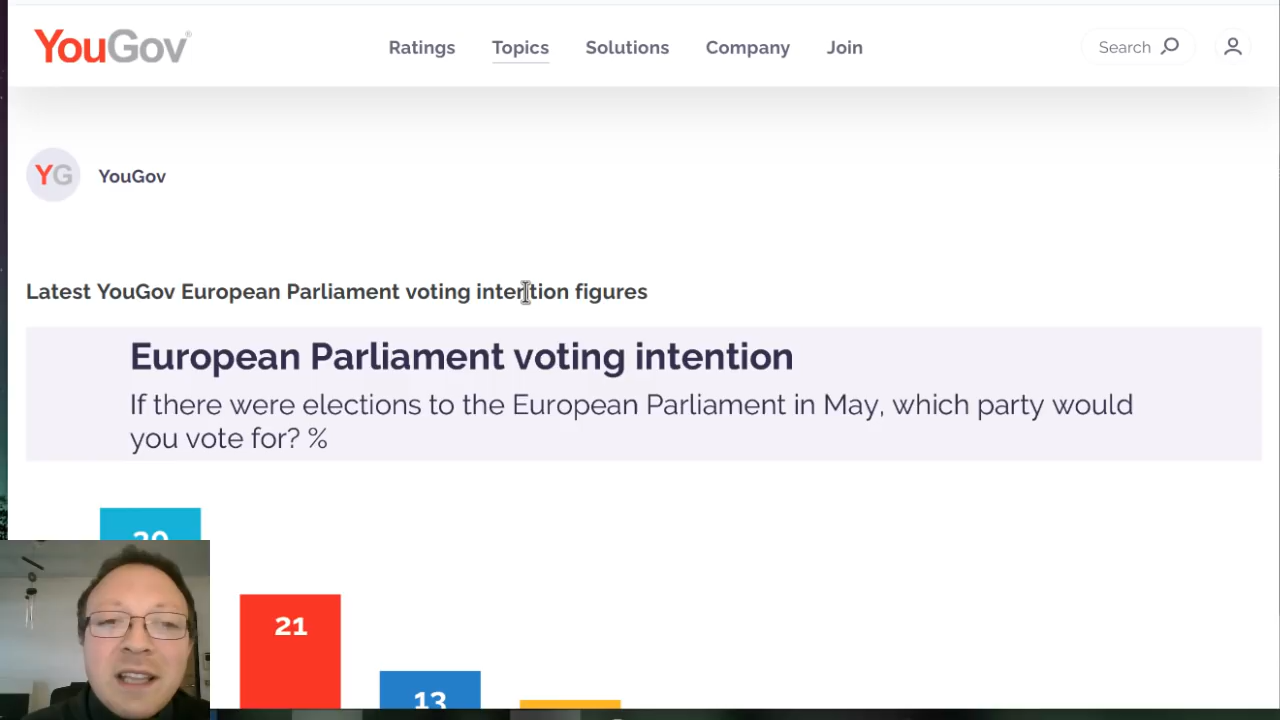 YouGov®
Ratings Topics Solutions Company Join Search
YG YouGov
Latest YouGov European Parliament voting intention figures
European Parliament voting intention
If there were elections to the European Parliament in May, which party would
you vote for? %
21
13